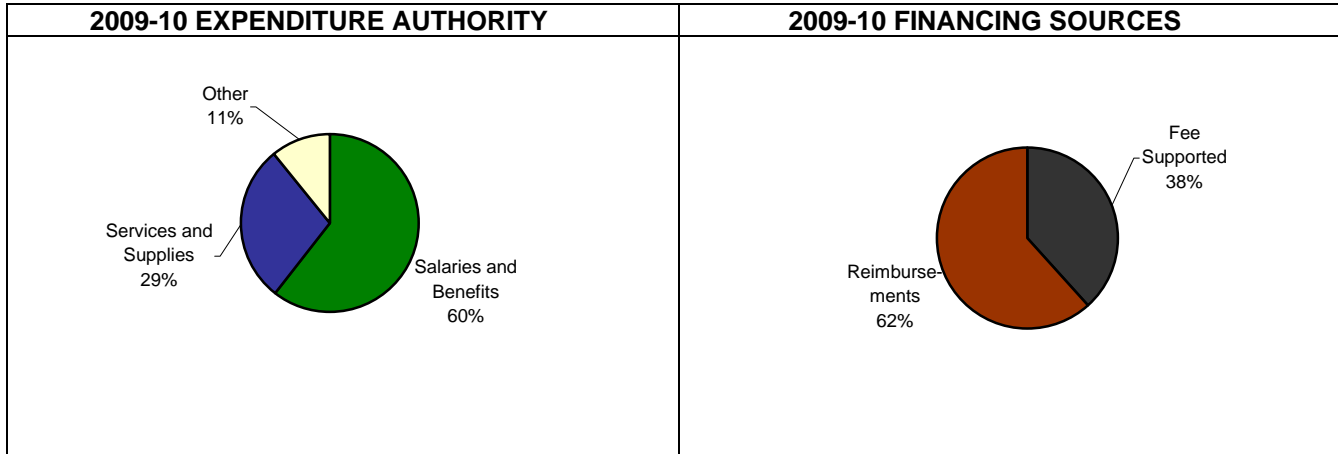 2009-10 EXPENDITURE AUTHORITY
Other
11%
Services and
Supplies
29%
Salaries and
Benefits
60%
2009-10 FINANCING SOURCES
Fee
Supported
38%
Reimburse-
ments
62%